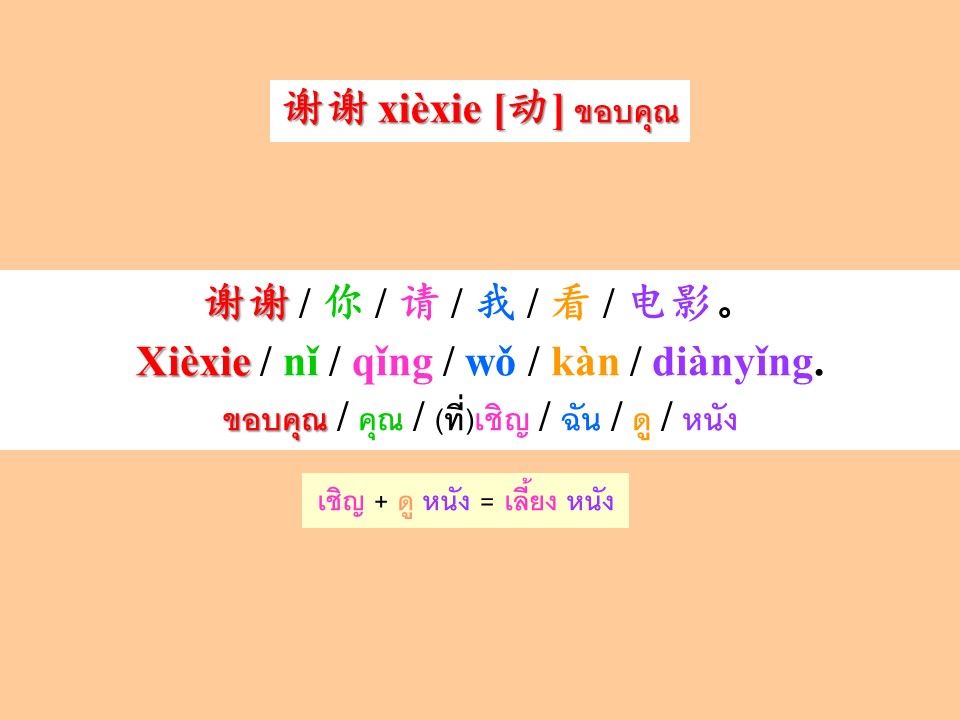 谢谢 xièxie [动] ขอบคุณ
谢谢 / 你 / 请 / 我 / 看 / 电影。
Xièxie / nǐ / qǐng / wǒ / kàn / diànyǐng.
ขอบคุณ / คุณ / (ที่)เชิญ / ฉัน / ดู / หนัง
เชิญ + ดู หนัง = เลี้ยง หนัง